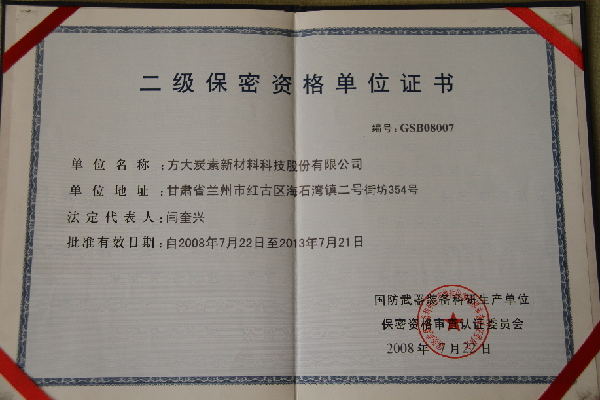 二级保密资格单位证书
编号:GSB08007
单位名称:方大炭素新材料科技股份有限公司
单位地址:甘肃省兰州市红古区海石湾镇二号街坊354号
法定代表人:闫奎兴
批准有效日期:自2008年7月22日至2013年7月21日
国防武器装备科研生产单位
保密资格审查认证委员会
2008年 月22日